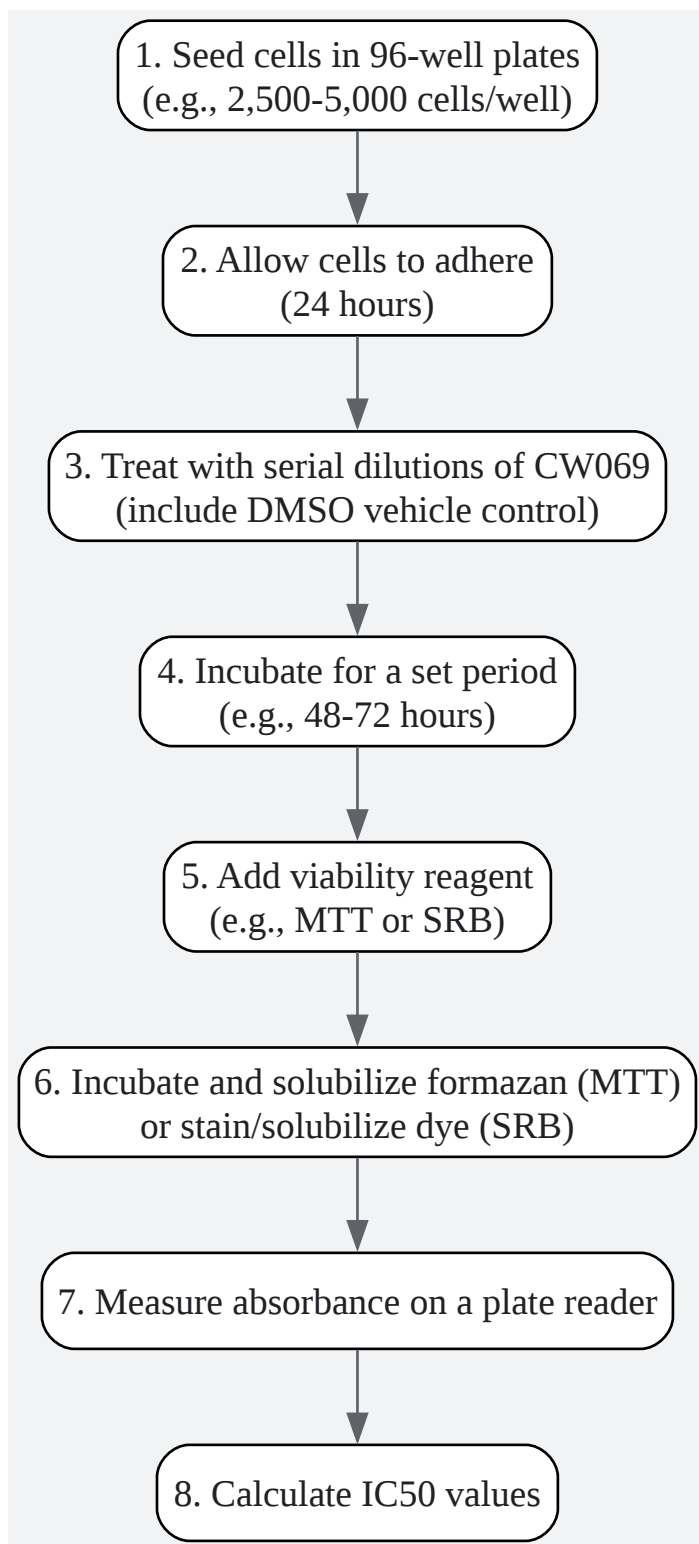 1. Seed cells in 96-well plates
(e.g., 2,500-5,000 cells/well)
2. Allow cells to adhere
(24 hours)
3. Treat with serial dilutions of CW069
(include DMSO vehicle control)
4. Incubate for a set period
(e.g., 48-72 hours)
5. Add viability reagent
(e.g., MTT or SRB)
6. Incubate and solubilize formazan (MTT)
or stain/solubilize dye (SRB)
7. Measure absorbance on a plate reader
8. Calculate IC50 values